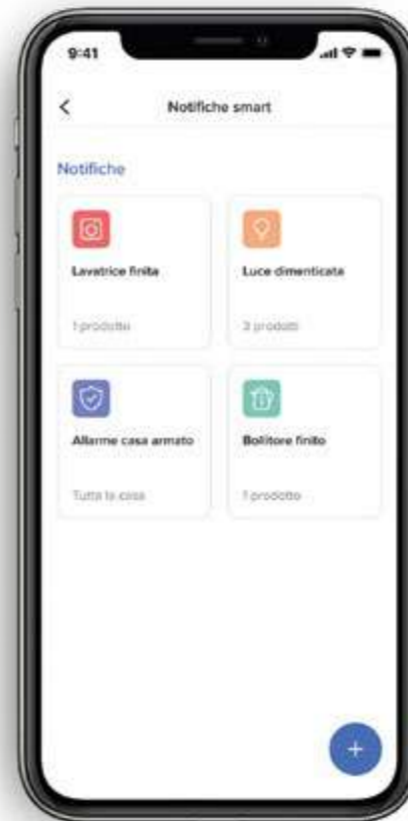 9:41
Notifiche smart
Notifiche
Lavatrice finita
Luce dimenticata
1 prodotto
3 prodotti
Allarme casa armato
Bollitore finito
Tutta la casa
1 prodotto